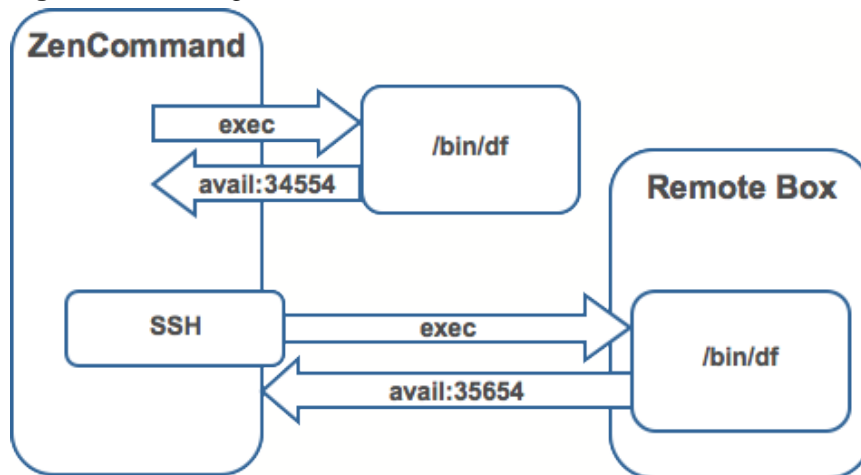 ZenCommand
exec
/bin/df
avail:34554
Remote Box
SSH
exec
/bin/df
avail:35654